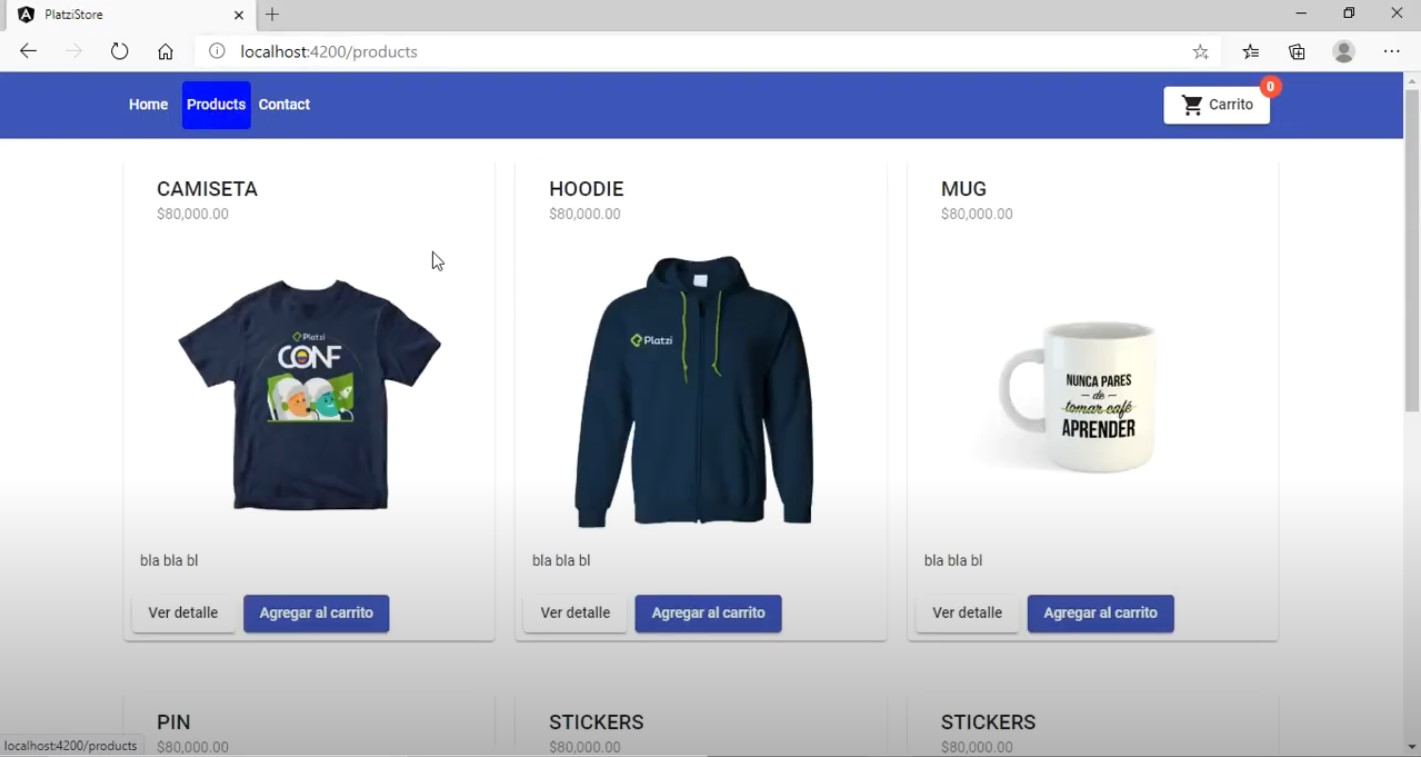 PlatziStore
localhost:4200/products
Home Products Contact
0
Carrito
CAMISETA
$80,000.00
Platzi
CONF
bla bla bl
Ver detalle Agregar al carrito
HOODIE
$80,000.00
Platzi
bla bla bl
Ver detalle Agregar al carrito
MUG
$80,000.00
NUNCA PARES
de
tomar café
APRENDER
bla bla bl
Ver detalle Agregar al carrito
PIN
$80,000.00
STICKERS
$80,000.00
STICKERS
$80,000.00
localhost:4200/products